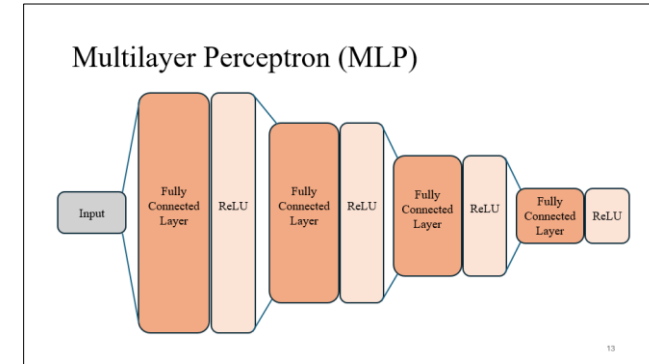 Multilayer Perceptron (MLP)
Input
Fully
Connected
Layer
ReLU
Fully
Connected
Layer
ReLU
Fully
Connected
Layer
ReLU
Fully
Connected
Layer
ReLU
13